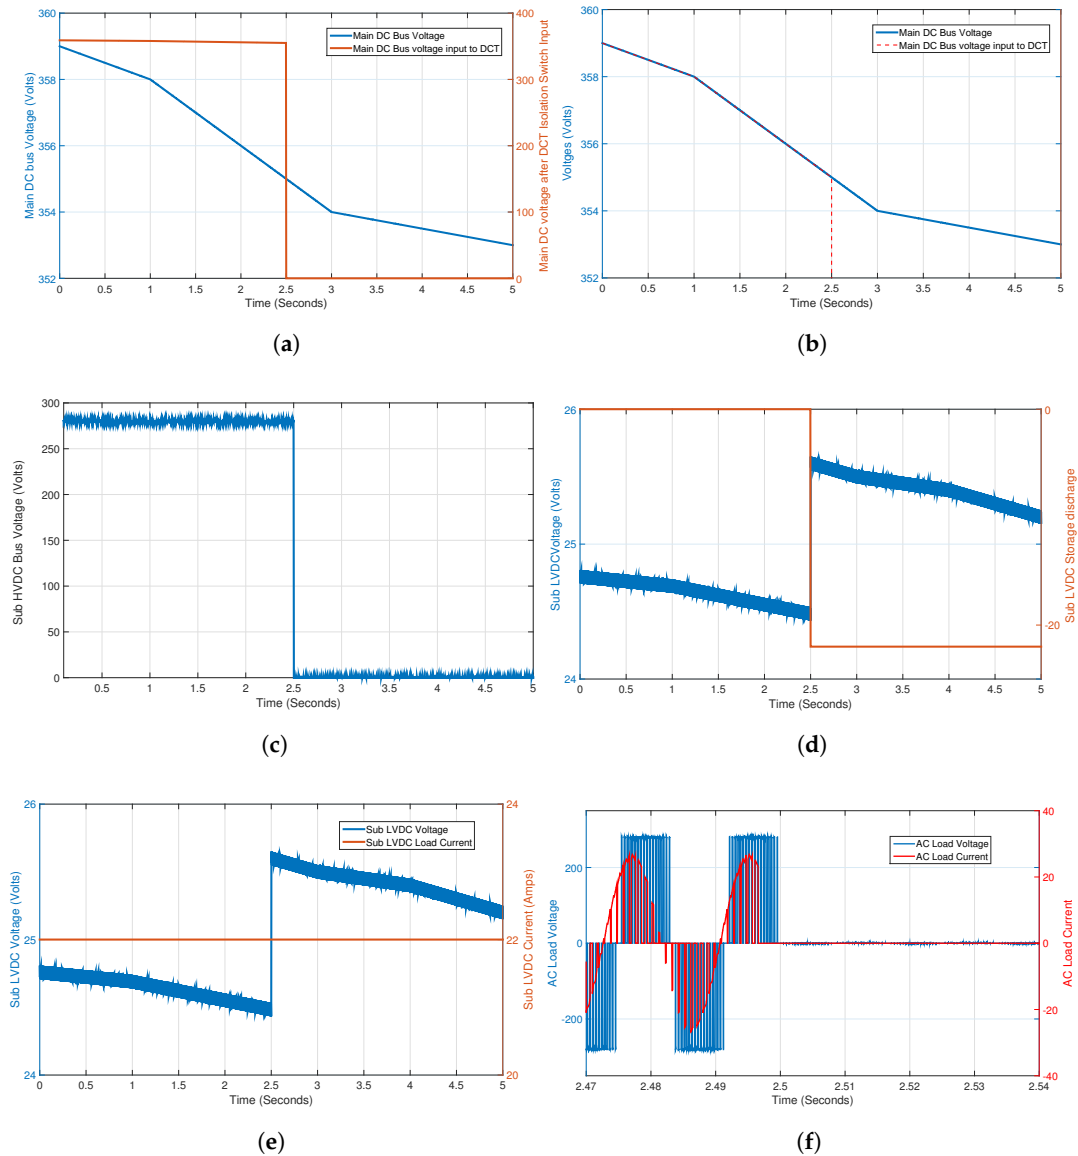 360
358
356
354
352
Main DC bus Voltage (Volts)
Main DC Bus Voltage
Main DC Bus voltage input to DCT
400
300
200
100
0
Main DC voltage after DCT Isolation Switch Input
0 0.5 1 1.5 2 2.5 3 3.5 4 4.5 5
Time (Seconds)
(a)
360
358
356
354
352
Voltges (Volts)
Main DC Bus Voltage
Main DC Bus voltage input to DCT
0 0.5 1 1.5 2 2.5 3 3.5 4 4.5 5
Time (Seconds)
(b)
300
250
200
150
100
50
0
Sub HVDC Bus Voltage (Volts)
0.5 1 1.5 2 2.5 3 3.5 4 4.5 5
Time (Seconds)
(c)
26
25
24
Sub LVDCVoltage (Volts)
0
-20
Sub LVDC Storage discharge
0 0.5 1 1.5 2 2.5 3 3.5 4 4.5 5
Time (Seconds)
(d)
26
25
24
Sub LVDC Voltage (Volts)
Sub LVDC Voltage
Sub LVDC Load Current
24
22
20
Sub LVDC Current (Amps)
0 0.5 1 1.5 2 2.5 3 3.5 4 4.5 5
Time (Seconds)
(e)
200
0
-200
AC Load Voltage
AC Load Voltage
AC Load Current
40
20
0
-20
-40
AC Load Current
2.47 2.48 2.49 2.5 2.51 2.52 2.53 2.54
Time (Seconds)
(f)